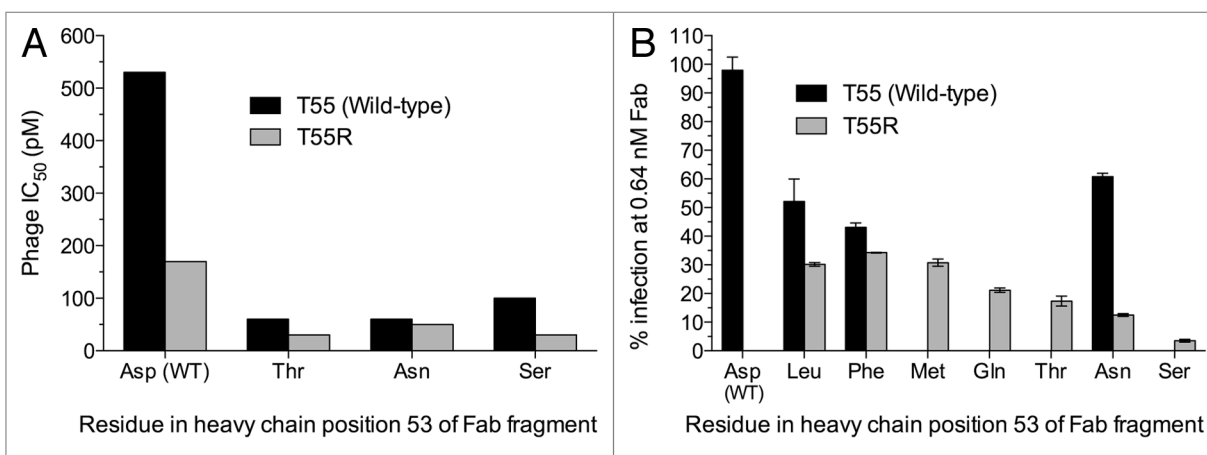 A
600
500
400
300
200
100
0
Phage IC50 (pM)
T55 (Wild-type)
T55R
Asp (WT) Thr Asn Ser
Residue in heavy chain position 53 of Fab fragment
B
110
100
90
80
70
60
50
40
30
20
10
0
% infection at 0.64 nM Fab
T55 (Wild-type)
T55R
Asp Leu Phe Met Gln Thr Asn Ser
(WT)
Residue in heavy chain position 53 of Fab fragment